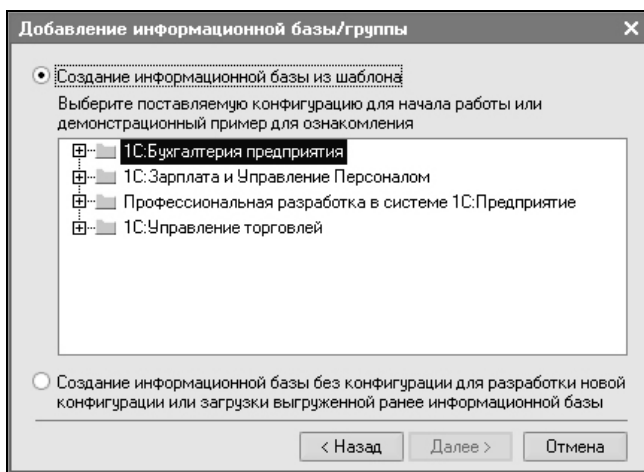 Добавление информационной базы/группы
Создание информационной базы из шаблона
Выберите поставляемую конфигурацию для начала работы или
демонстрационный пример для ознакомления
1С:Бухгалтерия предприятия
1С:Зарплата и Управление Персоналом
Профессиональная разработка в системе 1С:Предприятие
1С:Управление торговлей
Создание информационной базы без конфигурации для разработки новой
конфигурации или загрузки выгруженной ранее информационной базы
< Назад Далее > Отмена